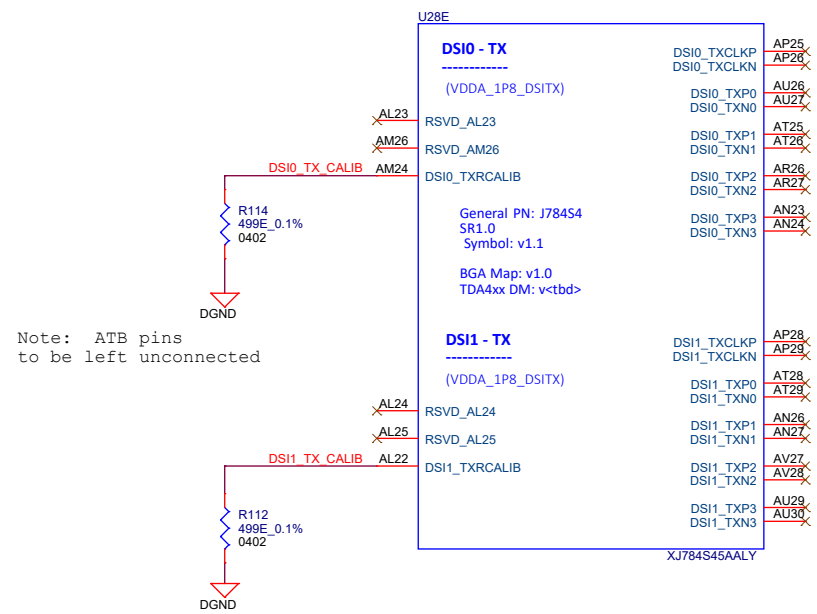 U28E
DSI0 - TX
------------
(VDDA_1P8_DSITX)
AL23
RSVD_AL23
AM26
RSVD_AM26
DSI0_TX_CALIB
AM24
DSI0_TXRCALIB
R114
499E_0.1%
0402
DGND
General PN: J784S4
SR1.0
Symbol: v1.1
BGA Map: v1.0
TDA4xx DM: v<tbd>
DSI0_TXCLKP
AP25
DSI0_TXCLKN
AP26
DSI0_TXP0
AU26
DSI0_TXN0
AU27
DSI0_TXP1
AT25
DSI0_TXN1
AT26
DSI0_TXP2
AR26
DSI0_TXN2
AR27
DSI0_TXP3
AN23
DSI0_TXN3
AN24
Note: ATB pins
to be left unconnected
DSI1 - TX
------------
(VDDA_1P8_DSITX)
AL24
RSVD_AL24
AL25
RSVD_AL25
DSI1_TX_CALIB
AL22
DSI1_TXRCALIB
R112
499E_0.1%
0402
DGND
DSI1_TXCLKP
AP28
DSI1_TXCLKN
AP29
DSI1_TXP0
AT28
DSI1_TXN0
AT29
DSI1_TXP1
AN26
DSI1_TXN1
AN27
DSI1_TXP2
AV27
DSI1_TXN2
AV28
DSI1_TXP3
AU29
DSI1_TXN3
AU30
XJ784S45AALY